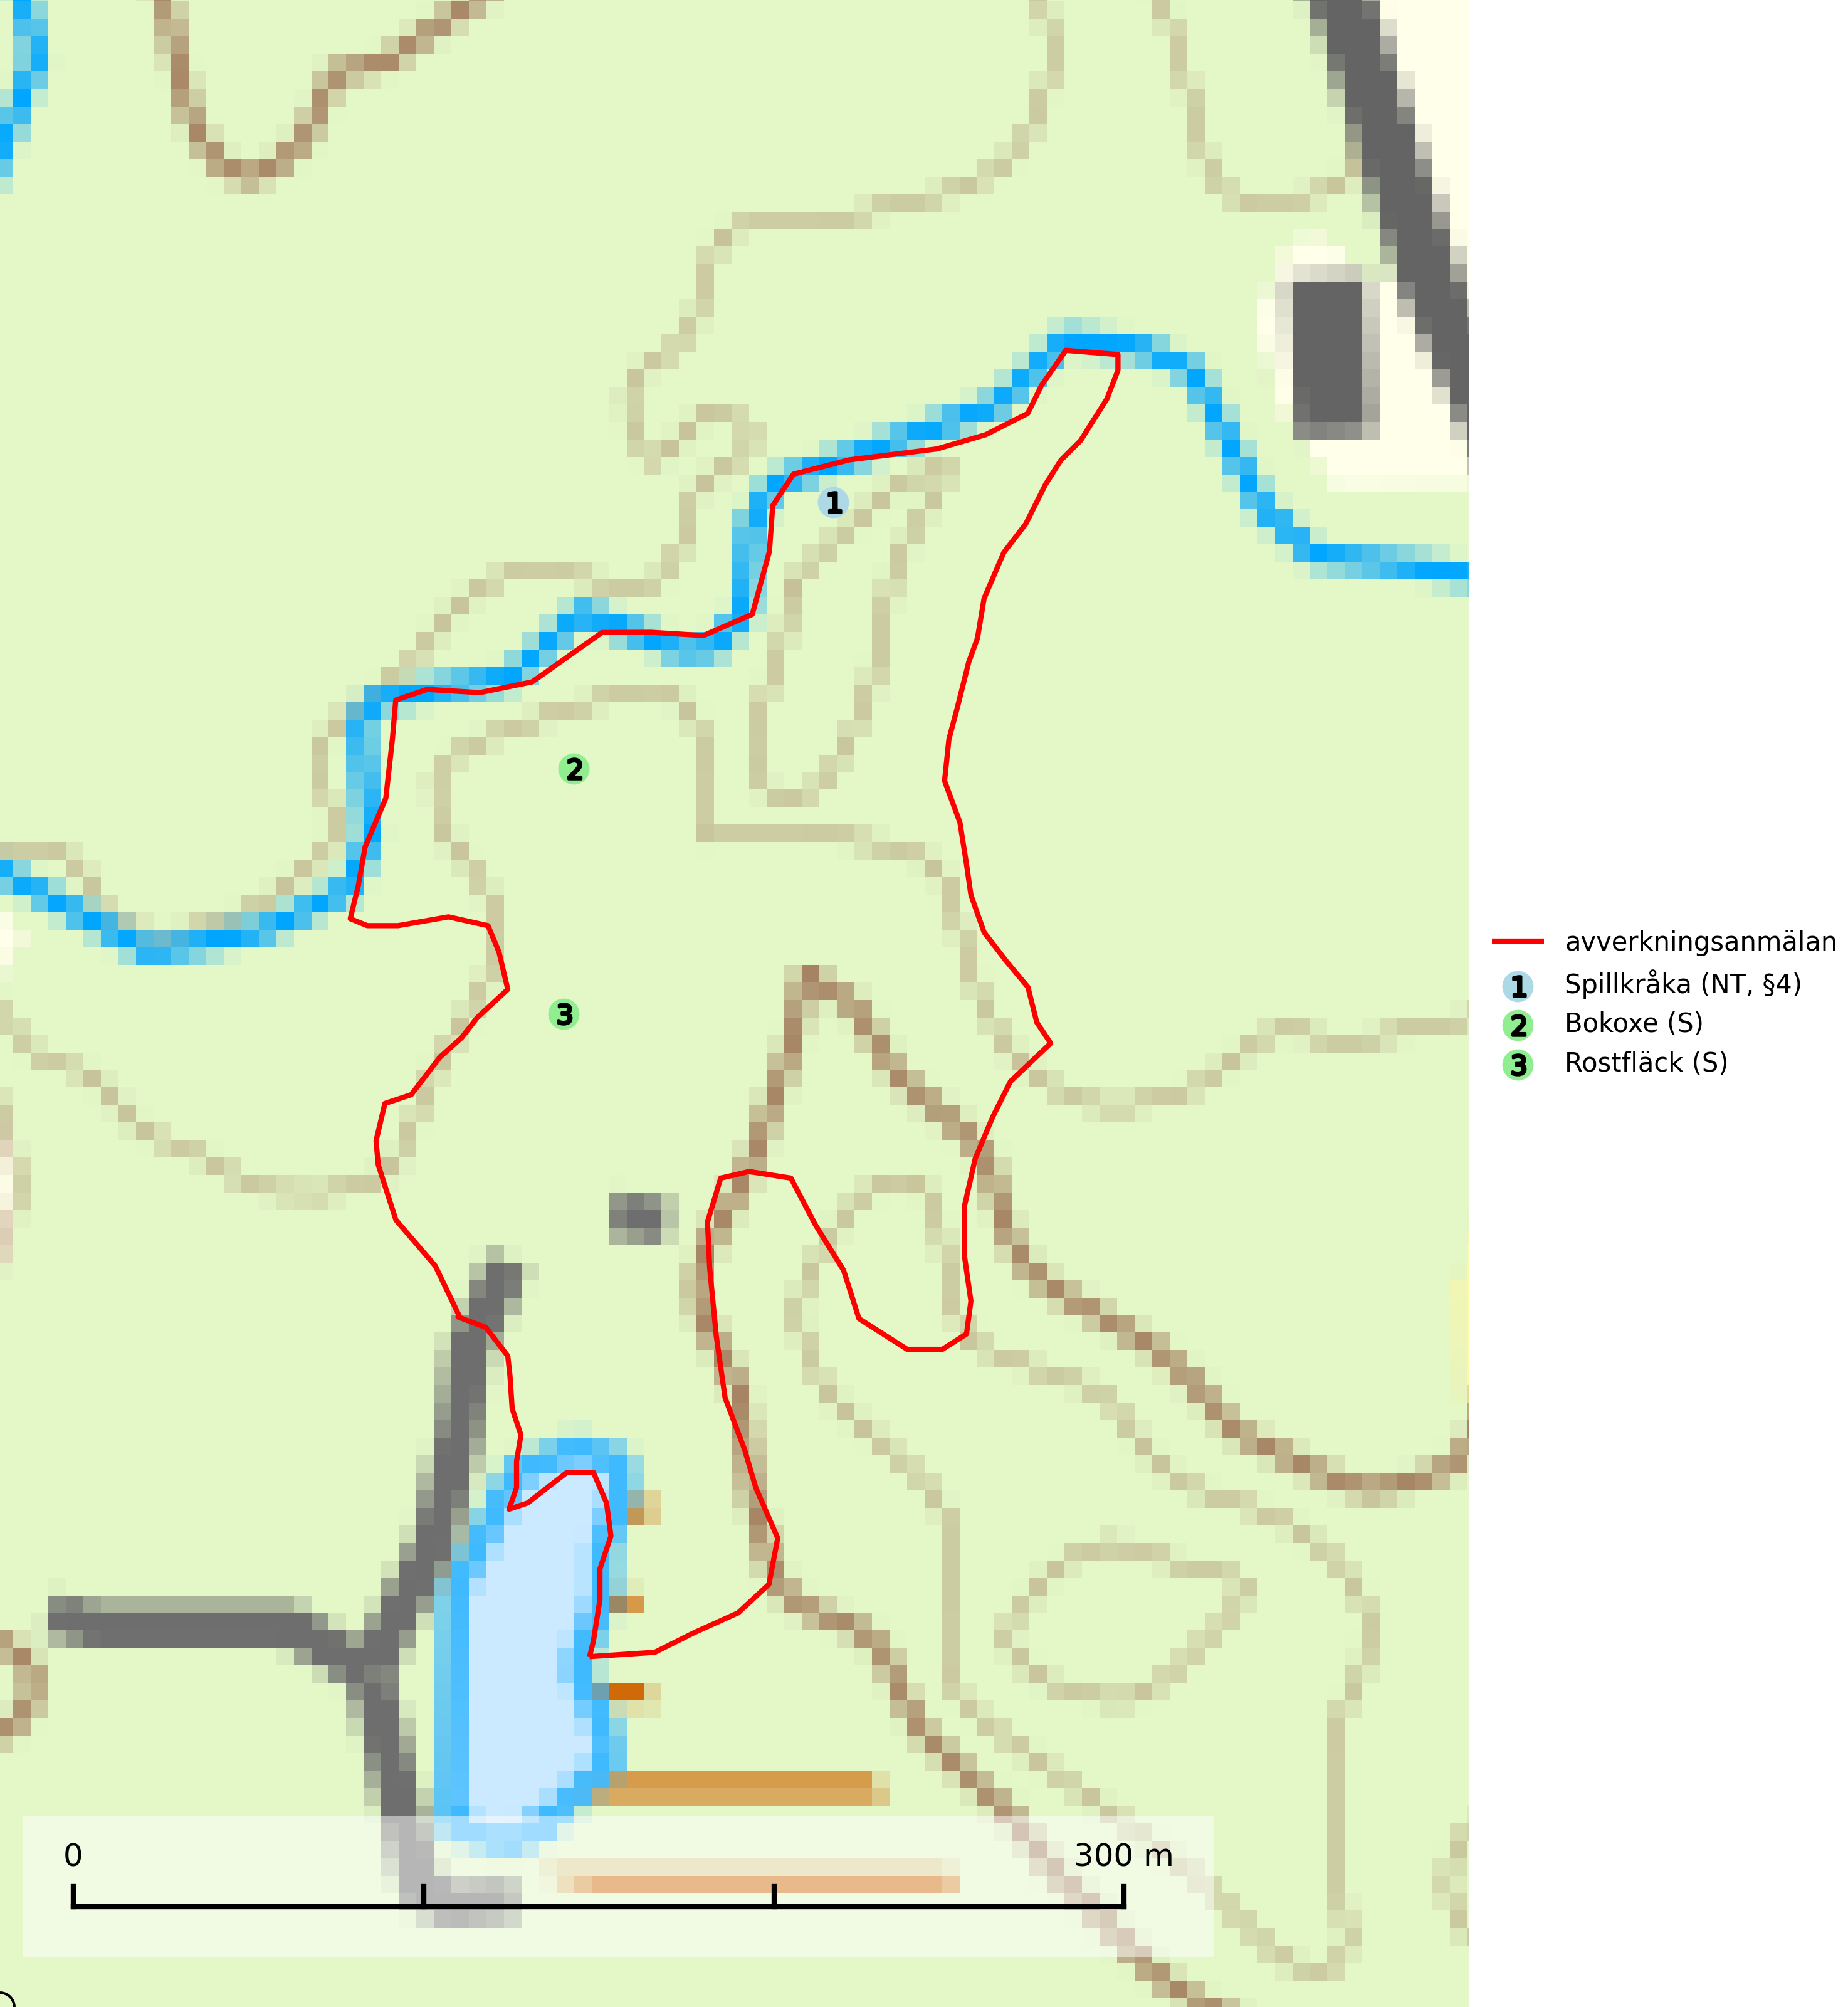 1
2
3
avverkningsanmälan
1 Spillkråka (NT, §4)
2 Bokoxe (S)
3 Rostfläck (S)
0 300 m